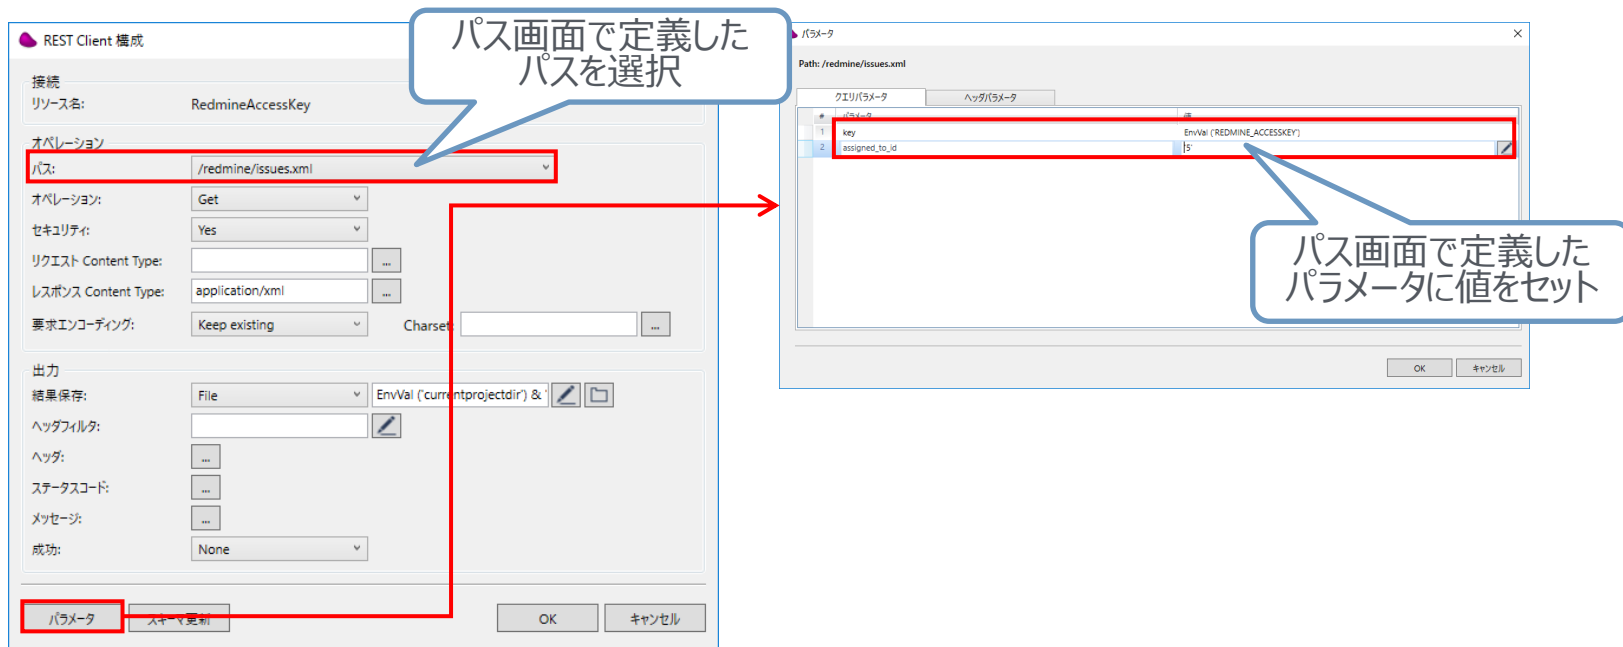 REST Client 構成
パス画面で定義した
パスを選択
接続
リソース名: RedmineAccessKey
オペレーション
パス: /redmine/issues.xml
オペレーション: Get
セキュリティ: Yes
リクエスト Content Type: ...
レスポンス Content Type: application/xml ...
要求エンコーディング: Keep existing Charset: ...
出力
結果保存: File EnvVal ('currentprojectdir') & '
ヘッダフィルタ:
ヘッダ: ...
ステータスコード: ...
メッセージ: ...
成功: None
パラメータ スキーマ更新 OK キャンセル
パラメータ
Path: /redmine/issues.xml
クエリパラメータ ヘッダパラメータ
# パラメータ 値
1 key EnvVal ('REDMINE_ACCESSKEY')
2 assigned_to_id '5'
パス画面で定義した
パラメータに値をセット
OK キャンセル